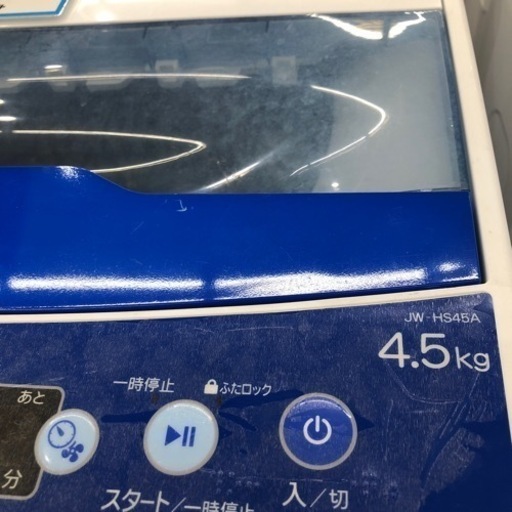 JW-HS45A
4.5kg
一時停止
ふたロック
あと
分
スタート/一時停止
入/切